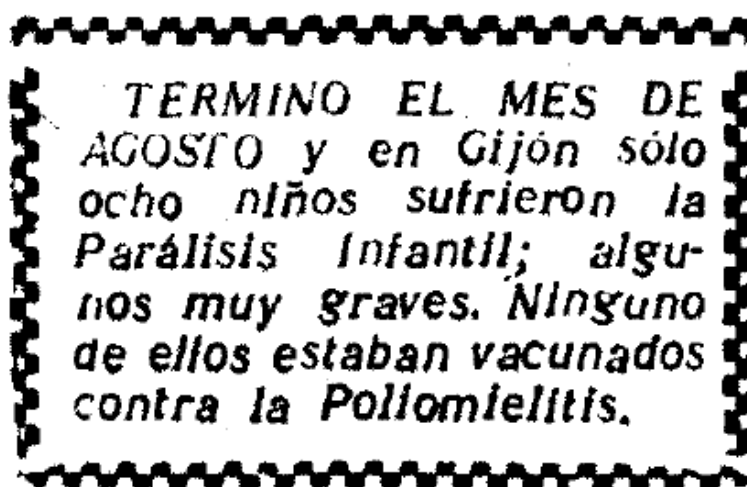 TERMINO EL MES DE
AGOSTO y en Gijón sólo
ocho niños sufrieron la
Parálisis Infantil; algu-
nos muy graves. Ninguno
de ellos estaban vacunados
contra la Poliomielitis.